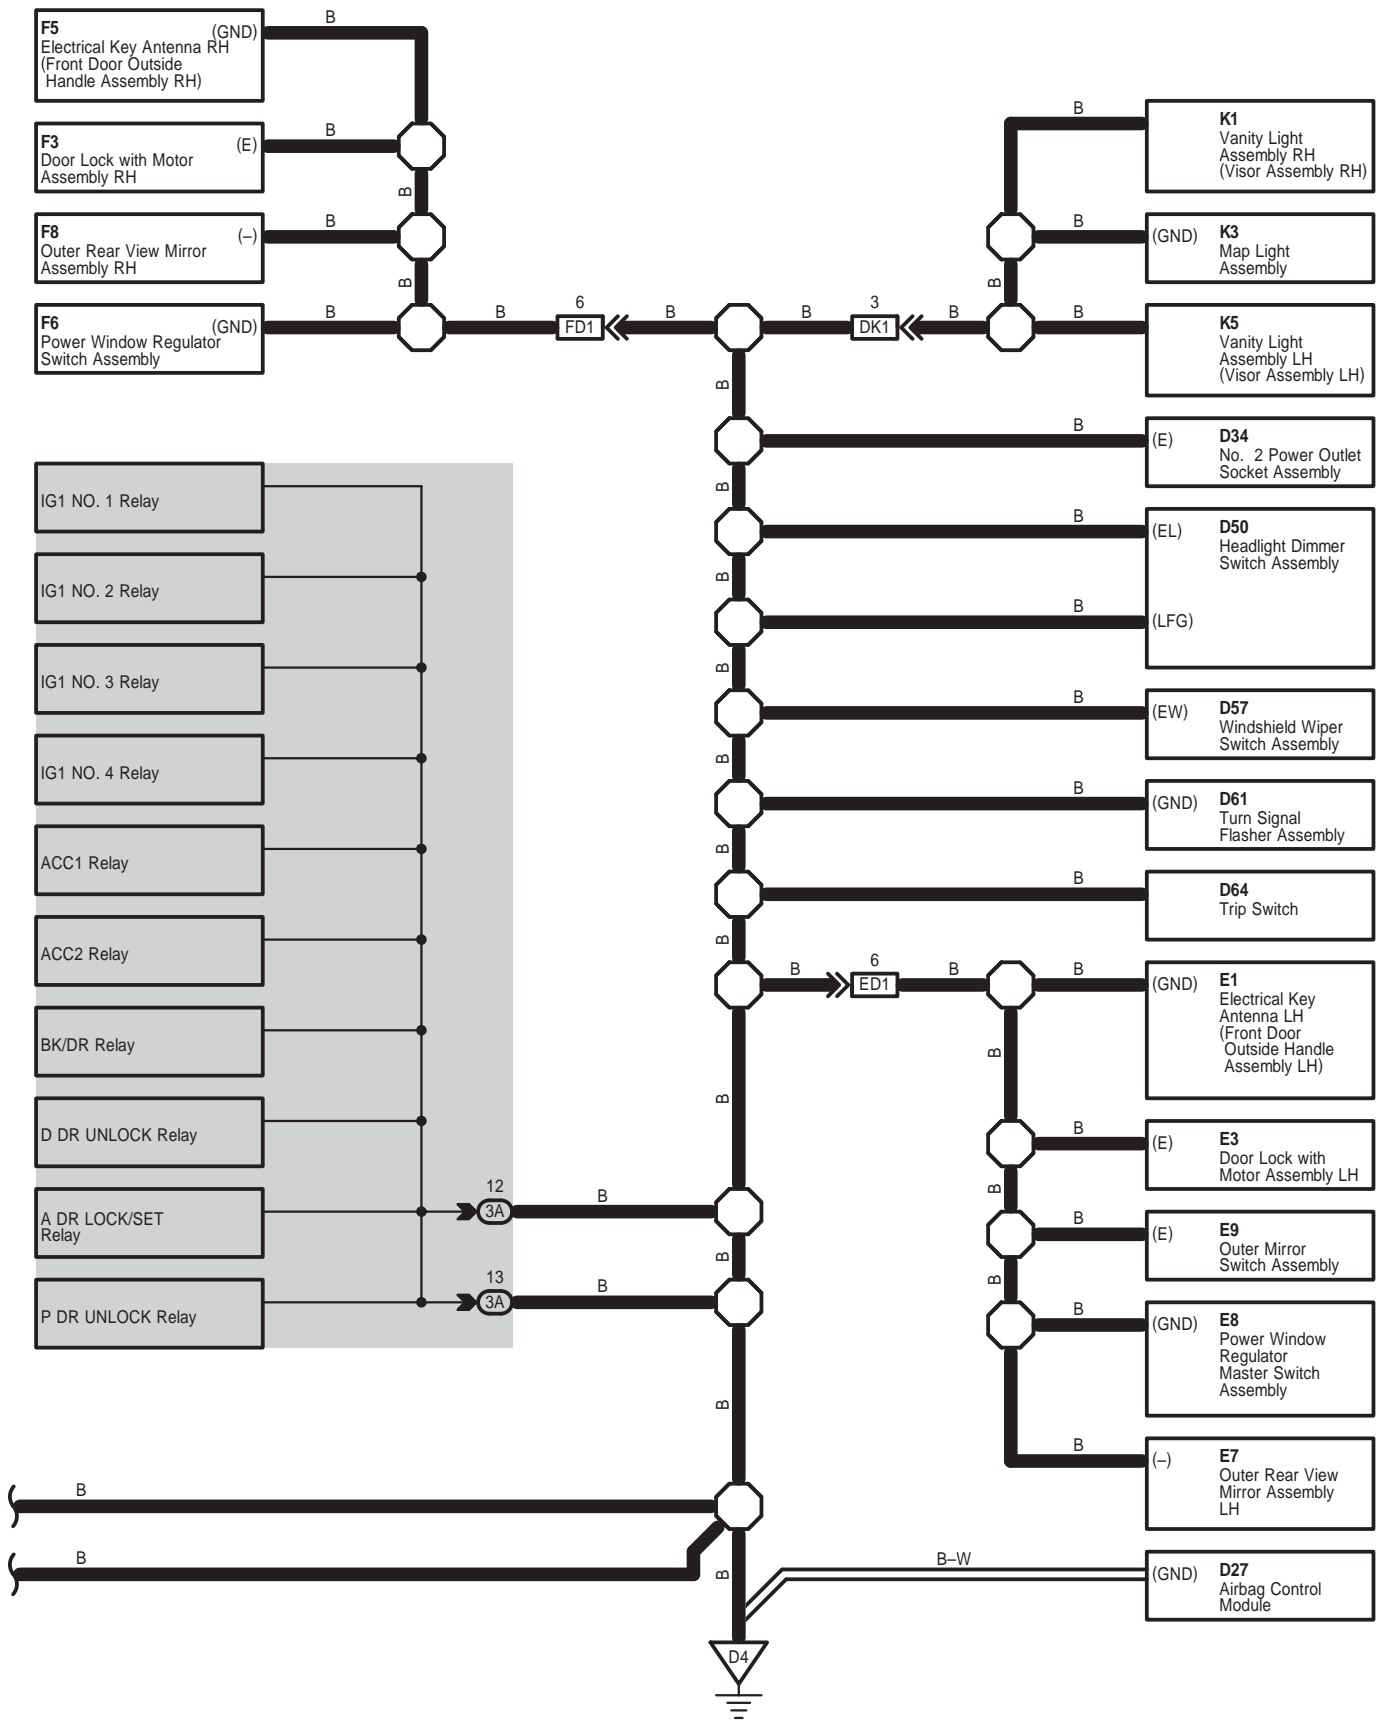 F5
(GND)
B
Electrical Key Antenna RH
(Front Door Outside
Handle Assembly RH)
F3
(E)
B
Door Lock with Motor
Assembly RH
B
F8
(–)
B
Outer Rear View Mirror
Assembly RH
B
F6
(GND)
B
Power Window Regulator
Switch Assembly
B
6
FD1
B
B
3
DK1
B
B
K1
Vanity Light
Assembly RH
(Visor Assembly RH)
B
(GND)
K3
Map Light
Assembly
B
B
K5
Vanity Light
Assembly LH
(Visor Assembly LH)
B
B
(E)
D34
No. 2 Power Outlet
Socket Assembly
B
B
(EL)
D50
Headlight Dimmer
Switch Assembly
B
B
(LFG)
B
B
(EW)
D57
Windshield Wiper
Switch Assembly
B
B
(GND)
D61
Turn Signal
Flasher Assembly
B
B
D64
Trip Switch
B
B
6
ED1
B
B
(GND)
E1
Electrical Key
Antenna LH
(Front Door
Outside Handle
Assembly LH)
B
B
(E)
E3
Door Lock with
Motor Assembly LH
B
B
(E)
E9
Outer Mirror
Switch Assembly
B
B
(GND)
E8
Power Window
Regulator
Master Switch
Assembly
B
(–)
E7
Outer Rear View
Mirror Assembly
LH
IG1 NO. 1 Relay
IG1 NO. 2 Relay
IG1 NO. 3 Relay
IG1 NO. 4 Relay
ACC1 Relay
ACC2 Relay
BK/DR Relay
D DR UNLOCK Relay
A DR LOCK/SET
Relay
12
3A
B
P DR UNLOCK Relay
13
3A
B
B
B
B
B
B
B
B–W
(GND)
D27
Airbag Control
Module
D4